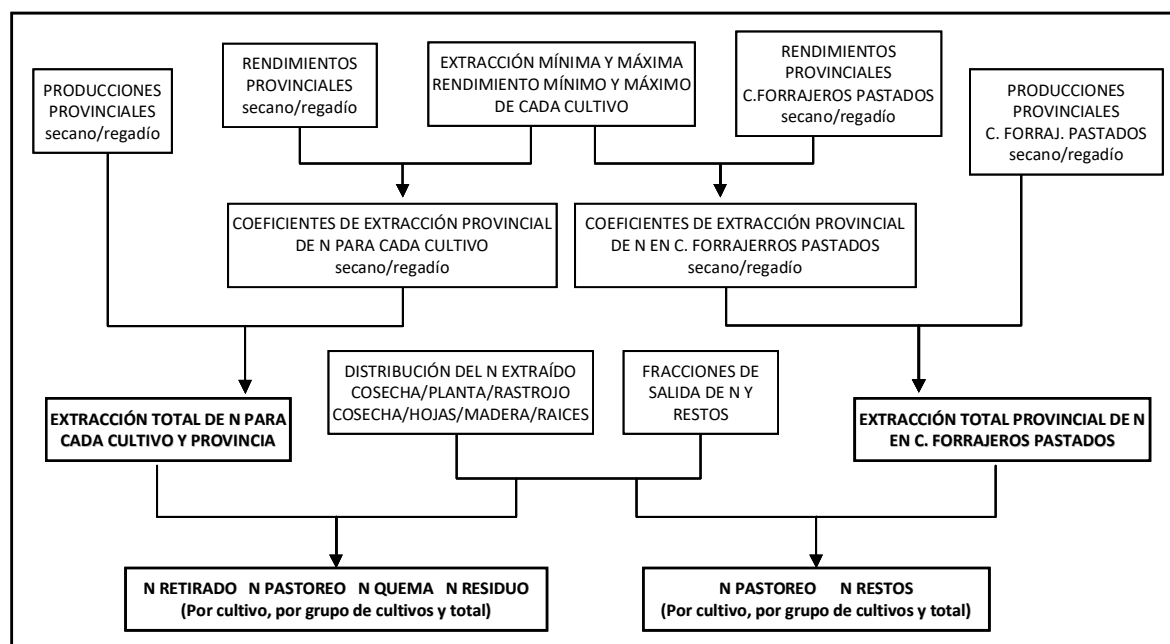 PRODUCCIONES
PROVINCIALES
secano/regadío
RENDIMIENTOS
PROVINCIALES
secano/regadío
EXTRACCIÓN MÍNIMA Y MÁXIMA
RENDIMIENTO MÍNIMO Y MÁXIMO
DE CADA CULTIVO
RENDIMIENTOS
PROVINCIALES
C.FORRAJEROS PASTADOS
secano/regadío
PRODUCCIONES
PROVINCIALES
C. FORRAJ. PASTADOS
secano/regadío
COEFICIENTES DE EXTRACCIÓN PROVINCIAL
DE N PARA CADA CULTIVO
secano/regadío
COEFICIENTES DE EXTRACCIÓN PROVINCIAL
DE N EN C. FORRAJERROS PASTADOS
secano/regadío
DISTRIBUCIÓN DEL N EXTRAÍDO
COSECHA/PLANTA/RASTROJO
COSECHA/HOJAS/MADERA/RAICES
FRACCIONES DE
SALIDA DE N Y
RESTOS
EXTRACCIÓN TOTAL DE N PARA
CADA CULTIVO Y PROVINCIA
EXTRACCIÓN TOTAL PROVINCIAL DE N
EN C. FORRAJEROS PASTADOS
N RETIRADO N PASTOREO N QUEMA N RESIDUO
(Por cultivo, por grupo de cultivos y total)
N PASTOREO N RESTOS
(Por cultivo, por grupo de cultivos y total)